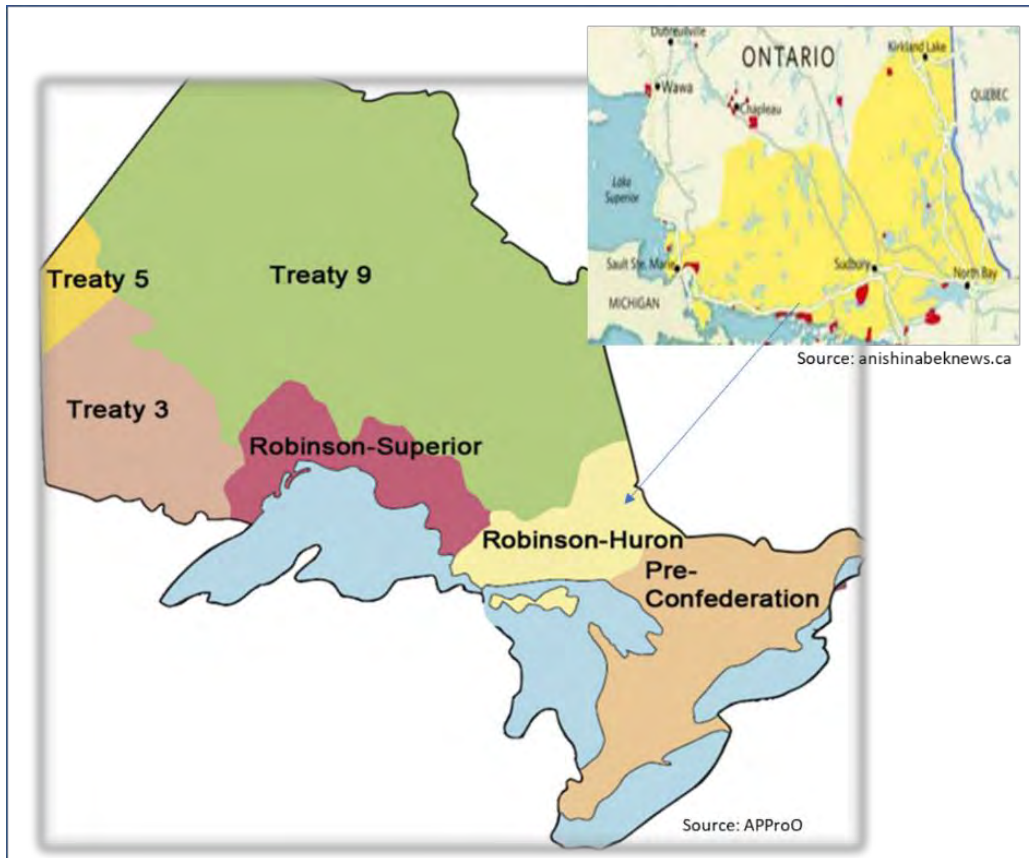 Dubreuilville
Kirkland Lake
ONTARIO
Wawa
Chapleau
QUEBEC
Lake
Superior
Sault Ste. Marie
Sudbury
North Bay
MICHIGAN
Source: anishinabeknews.ca
Treaty 5
Treaty 9
Treaty 3
Robinson-Superior
Robinson-Huron
Pre-
Confederation
Source: APProO